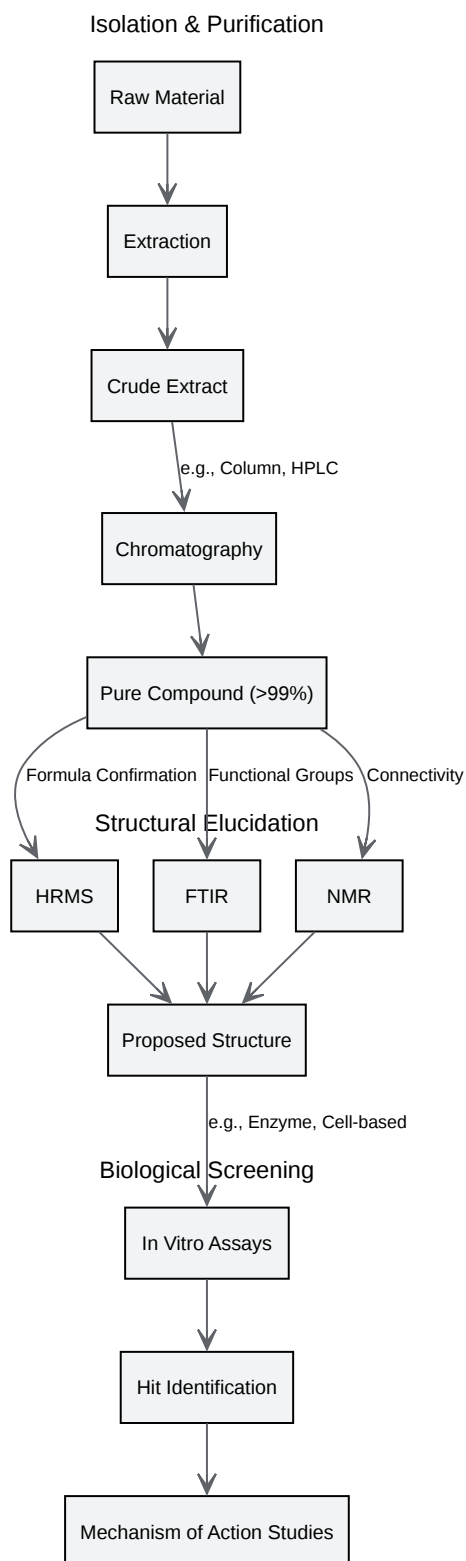 Isolation & Purification
Raw Material
Extraction
Crude Extract
e.g., Column, HPLC
Chromatography
Pure Compound (>99%)
Formula Confirmation
Functional Groups
Connectivity
Structural Elucidation
HRMS
FTIR
NMR
Proposed Structure
e.g., Enzyme, Cell-based
Biological Screening
In Vitro Assays
Hit Identification
Mechanism of Action Studies